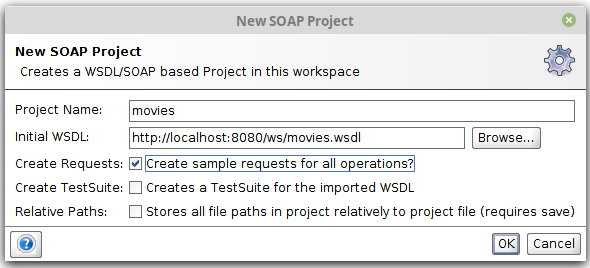 New SOAP Project
New SOAP Project
Creates a WSDL/SOAP based Project in this workspace
Project Name: movies
Initial WSDL: http://localhost:8080/ws/movies.wsdl Browse...
Create Requests: Create sample requests for all operations?
Create TestSuite: Creates a TestSuite for the imported WSDL
Relative Paths: Stores all file paths in project relatively to project file (requires save)
? OK Cancel